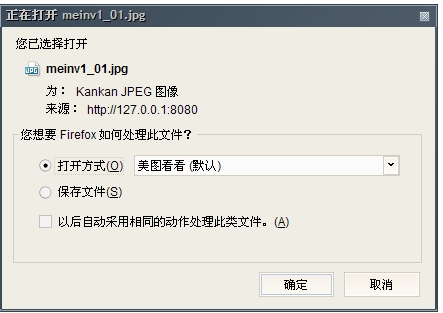 正在打开 meinv1_01.jpg
您已选择打开
JPG meinv1_01.jpg
为： Kankan JPEG 图像
来源： http://127.0.0.1:8080
您想要 Firefox 如何处理此文件？
打开方式(O) 美图看看 (默认)
保存文件(S)
以后自动采用相同的动作处理此类文件。(A)
确定 取消